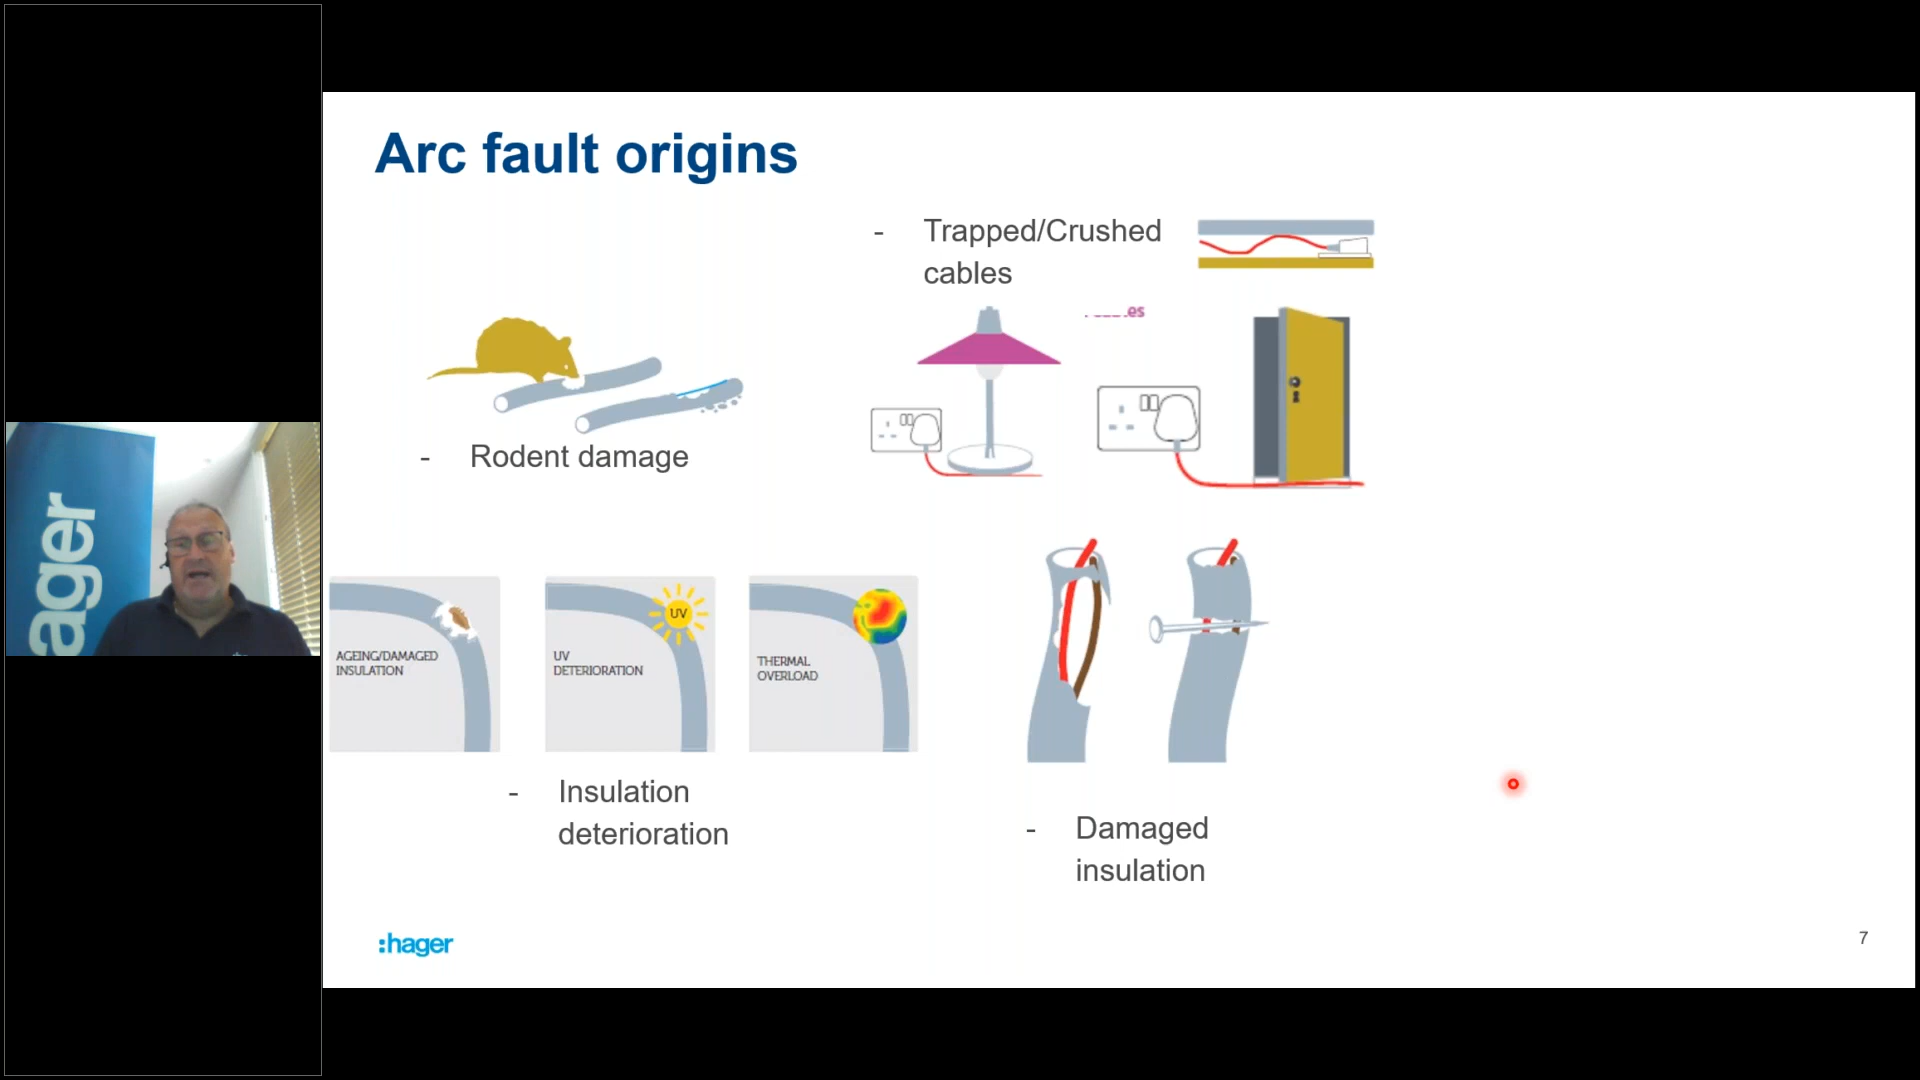 Arc fault origins
- Trapped/Crushed
cables
es
- Rodent damage
ager
AGEING/DAMAGED
INSULATION
UV
UV
DETERIORATION
THERMAL
OVERLOAD
- Insulation
deterioration
- Damaged
insulation
:hager
7